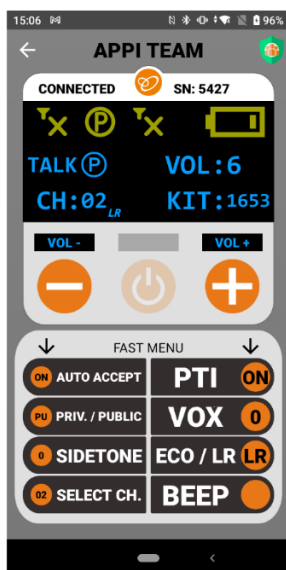 15:06 96%
APPI TEAM
CONNECTED SN: 5427
X P X
TALK P VOL:6
CH:02 LR KIT:1653
VOL - VOL +
FAST MENU
ON AUTO ACCEPT PTI ON
PU PRIV. / PUBLIC VOX 0
0 SIDETONE ECO / LR LR
02 SELECT CH. BEEP